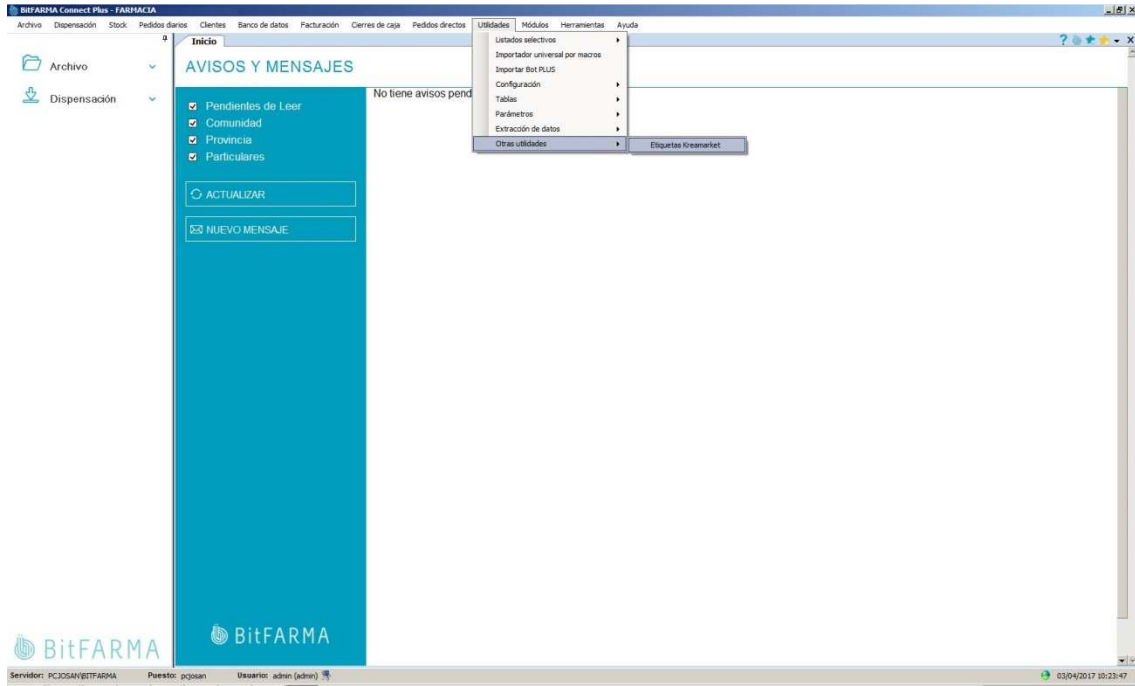 BitFARMA Connect Plus - FARMACIA
Archivo Dispensación Stock Pedidos diarios Clientes Banco de datos Facturación Cierres de caja Pedidos directos Utilidades Módulos Herramientas Ayuda
Inicio
Archivo
Dispensación
AVISOS Y MENSAJES
Pendientes de Leer
Comunidad
Provincia
Particulares
ACTUALIZAR
NUEVO MENSAJE
No tiene avisos pend
Listados selectivos
Importador universal por macros
Importar Bot PLUS
Configuración
Tablas
Parámetros
Extracción de datos
Otras utilidades
Etiquetas Kreamarket
BitFARMA
BitFARMA
Servidor: PCJOSAN\BITFARMA Puesto: pcjosan Usuario: admin (admin) 03/04/2017 10:23:47